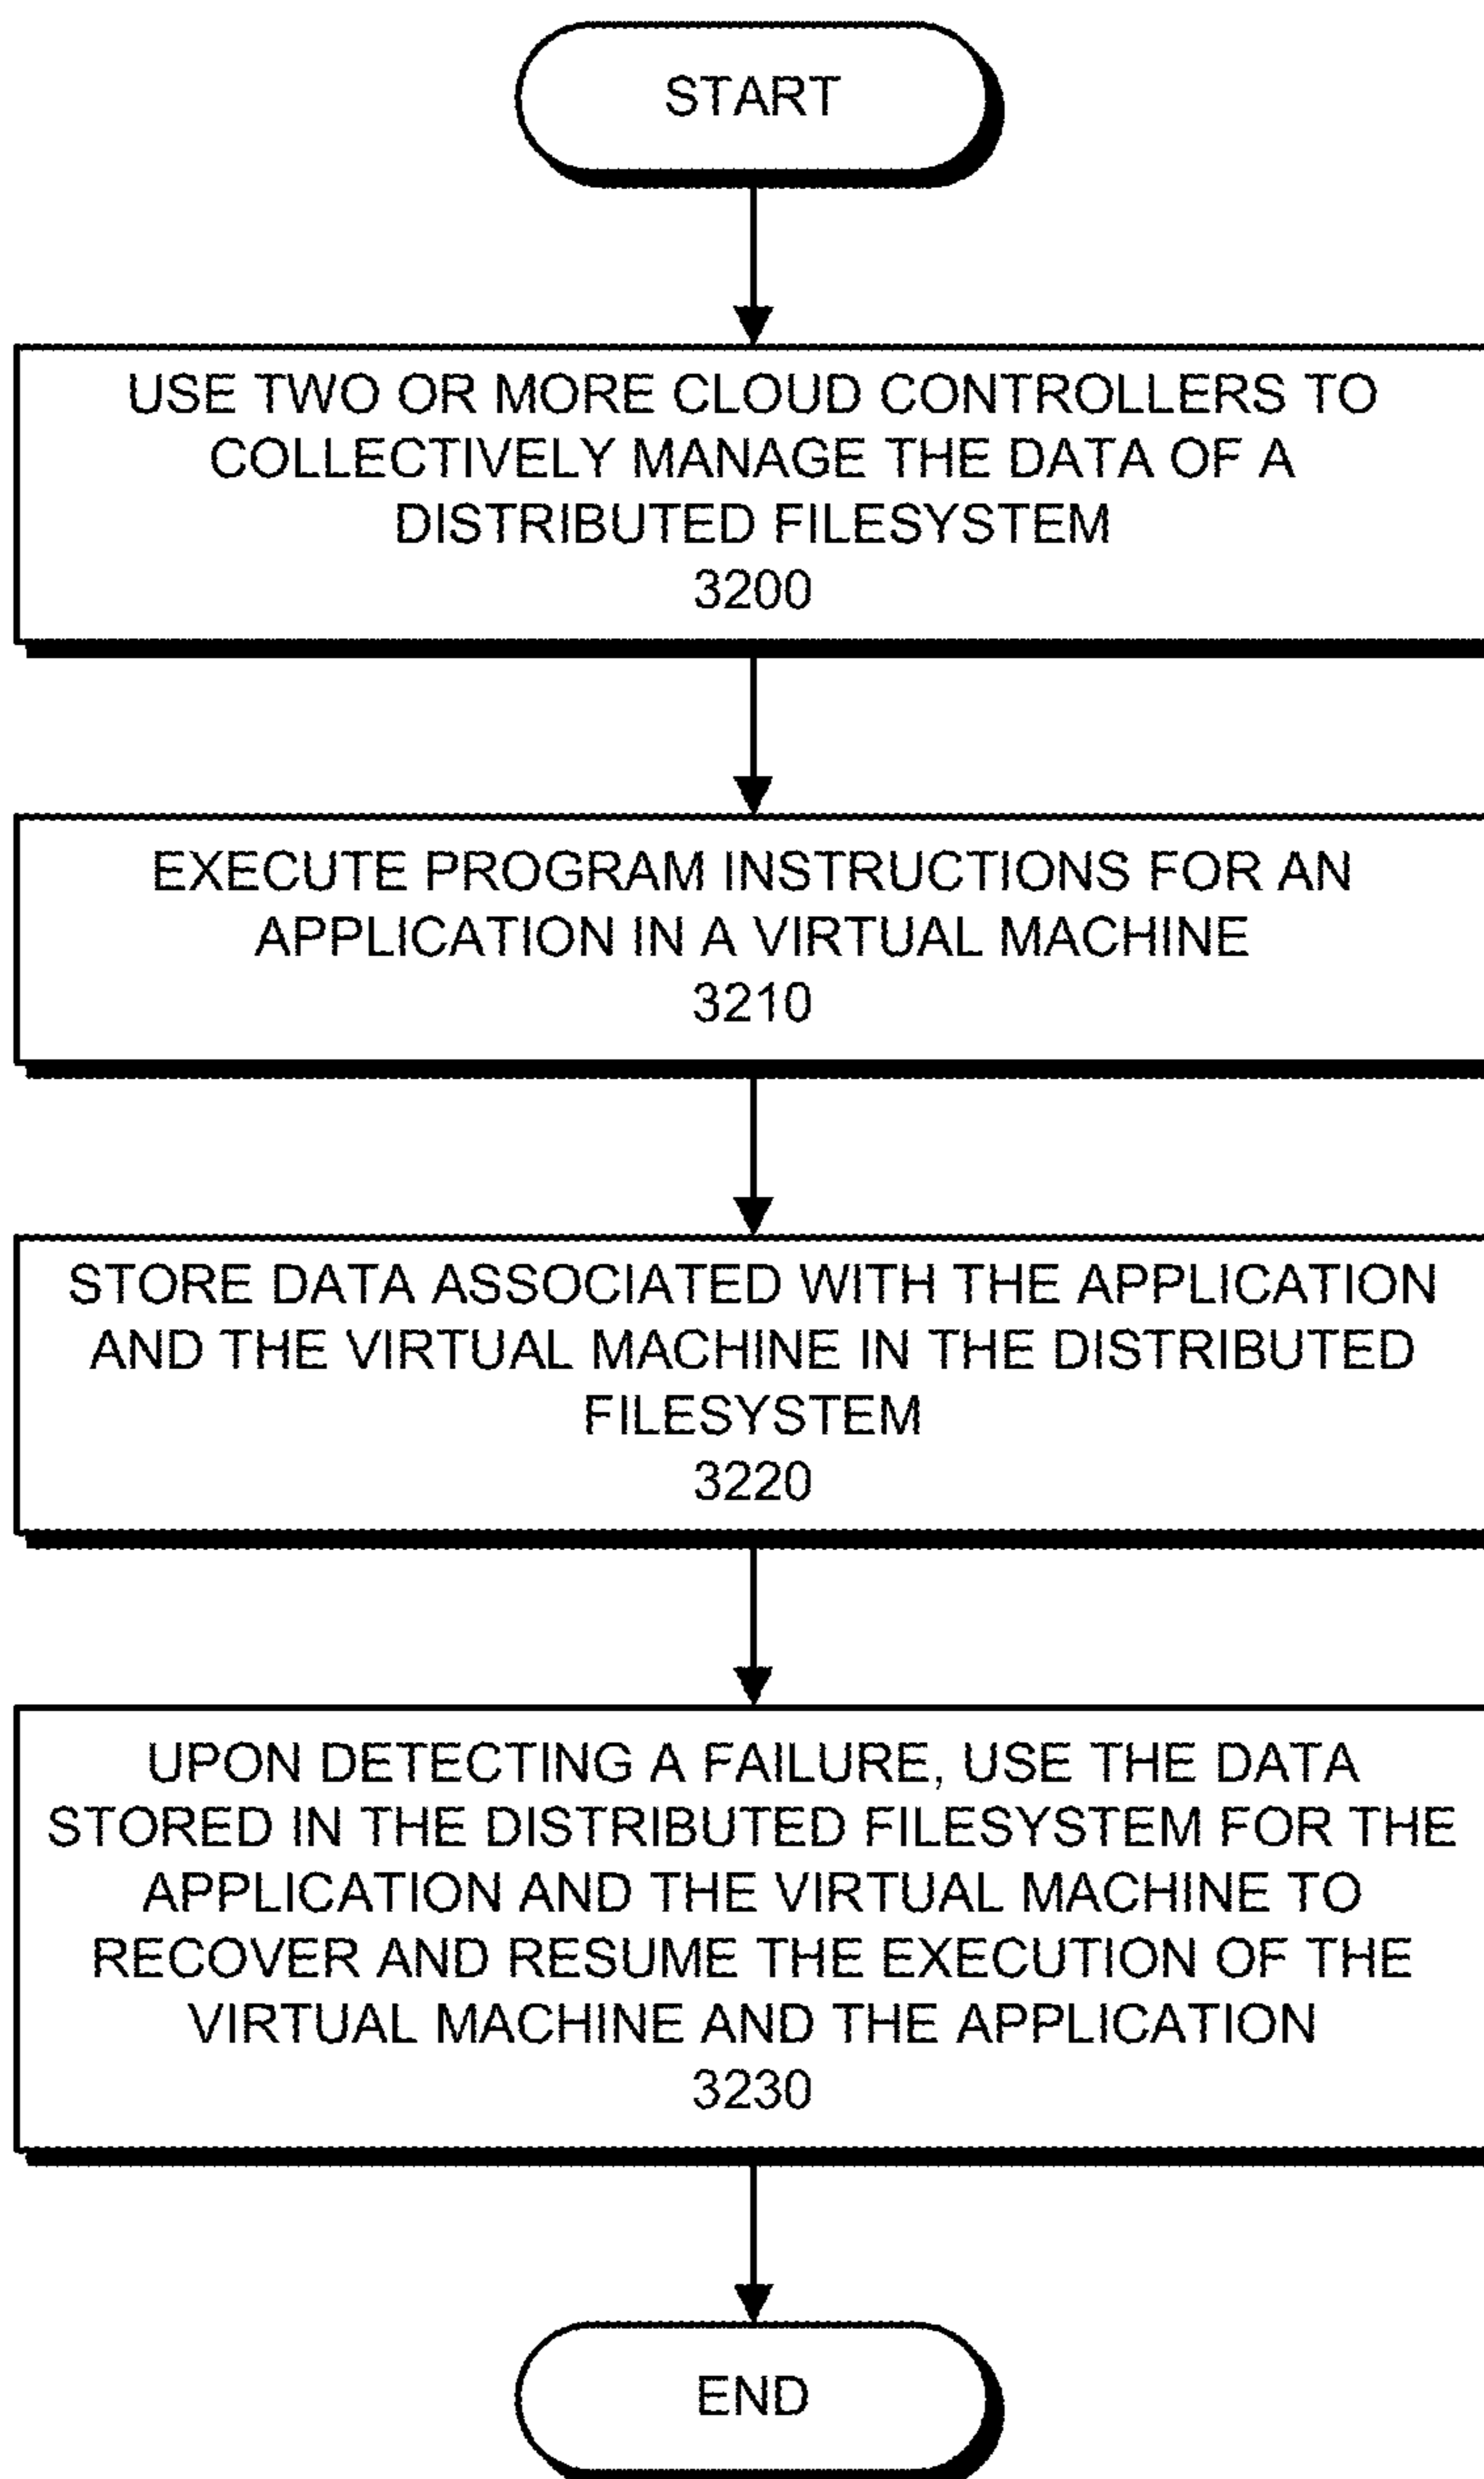 START
USE TWO OR MORE CLOUD CONTROLLERS TO
COLLECTIVELY MANAGE THE DATA OF A
DISTRIBUTED FILESYSTEM
3200
EXECUTE PROGRAM INSTRUCTIONS FOR AN
APPLICATION IN A VIRTUAL MACHINE
3210
STORE DATA ASSOCIATED WITH THE APPLICATION
AND THE VIRTUAL MACHINE IN THE DISTRIBUTED
FILESYSTEM
3220
UPON DETECTING A FAILURE, USE THE DATA
STORED IN THE DISTRIBUTED FILESYSTEM FOR THE
APPLICATION AND THE VIRTUAL MACHINE TO
RECOVER AND RESUME THE EXECUTION OF THE
VIRTUAL MACHINE AND THE APPLICATION
3230
END